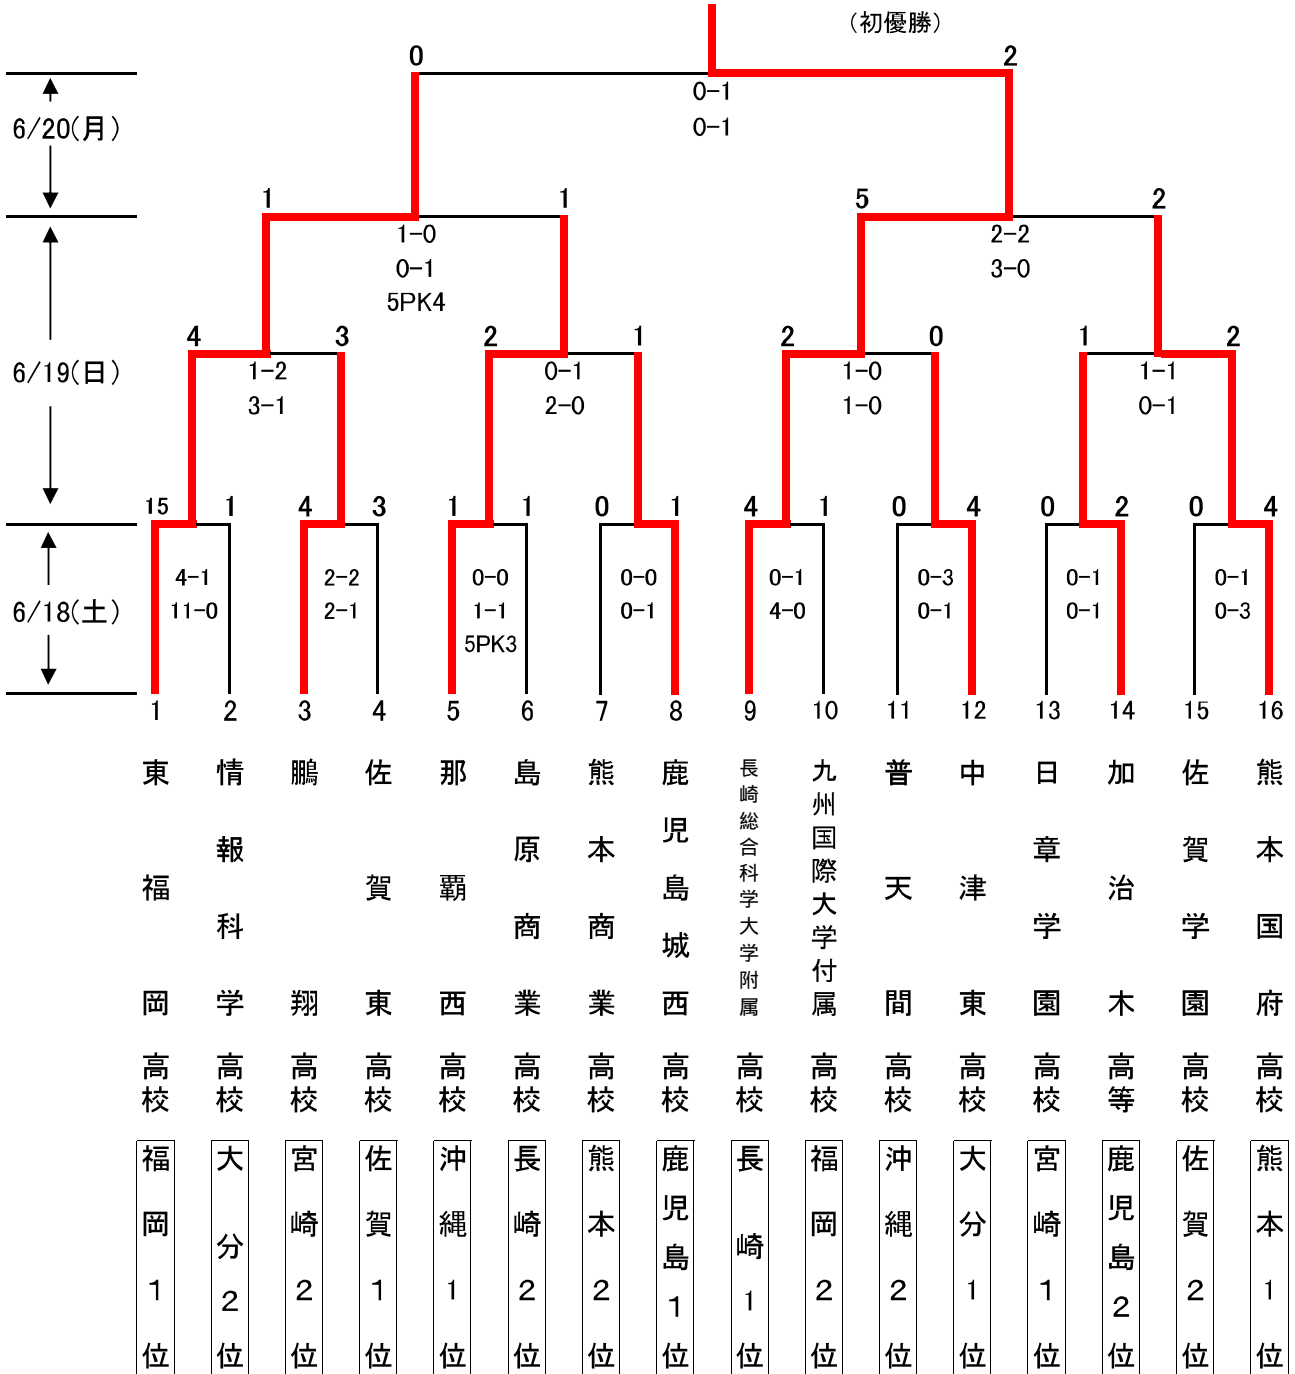 (初優勝)
0 2
0-1
0-1
6/20(月)
1 1 5 2
1-0 2-2
0-1 3-0
5PK4
4 3 2 1 2 0 1 2
6/19(日)
1-2 0-1 1-0 1-1
3-1 2-0 1-0 0-1
15 1 4 3 1 1 0 1 4 1 0 4 0 2 0 4
4-1 2-2 0-0 0-0 0-1 0-3 0-1 0-1
6/18(土)
11-0 2-1 1-1 0-1 4-0 0-1 0-1 0-3
5PK3
1 2 3 4 5 6 7 8 9 10 11 12 13 14 15 16
東福岡高校
情報科学高校
鵬翔高校
佐賀東高校
那覇西高校
島原商業高校
熊本商業高校
鹿児島城西高校
長崎総合科学大学附属高校
九州国際大学付属高校
普天間高校
中津東高校
日章学園高校
加治木高等
佐賀学園高校
熊本国府高校
福岡1位
大分2位
宮崎2位
佐賀1位
沖縄1位
長崎2位
熊本2位
鹿児島1位
長崎1位
福岡2位
沖縄2位
大分1位
宮崎1位
鹿児島2位
佐賀2位
熊本1位